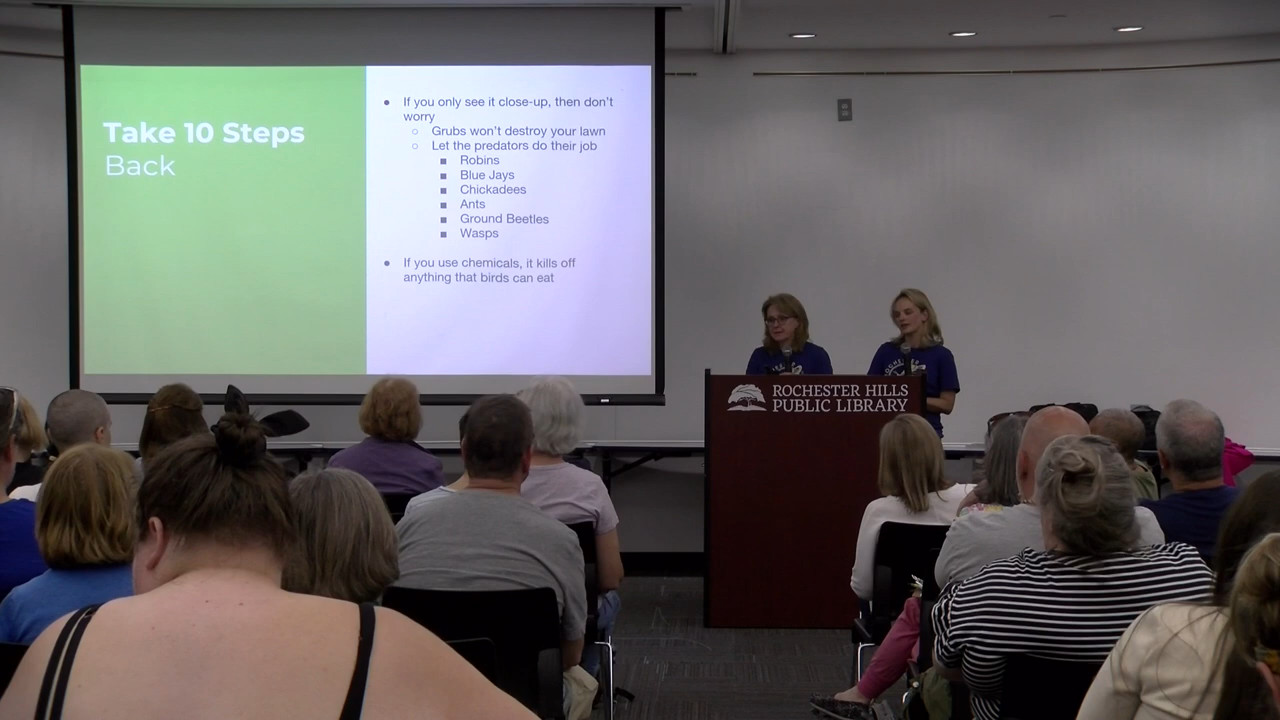 Take 10 Steps
Back
● If you only see it close-up, then don't
worry
○ Grubs won't destroy your lawn
○ Let the predators do their job
■ Robins
■ Blue Jays
■ Chickadees
■ Ants
■ Ground Beetles
■ Wasps
● If you use chemicals, it kills off
anything that birds can eat
ROCHESTER HILLS
PUBLIC LIBRARY